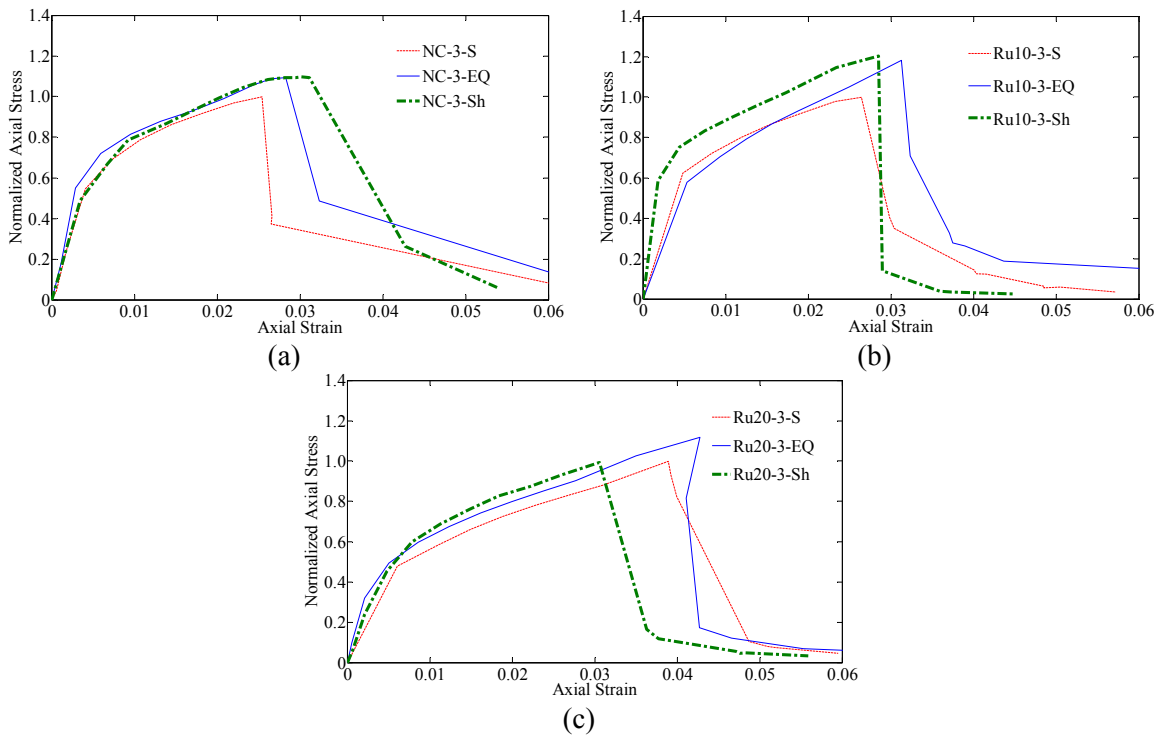 Normalized Axial Stress
1.4
1.2
1.0
0.8
0.6
0.4
0.2
0
0 0.01 0.02 0.03 0.04 0.05 0.06
Axial Strain
NC-3-S
NC-3-EQ
NC-3-Sh
(a)
Normalized Axial Stress
1.4
1.2
1.0
0.8
0.6
0.4
0.2
0
0 0.01 0.02 0.03 0.04 0.05 0.06
Axial Strain
Ru10-3-S
Ru10-3-EQ
Ru10-3-Sh
(b)
Normalized Axial Stress
1.4
1.2
1.0
0.8
0.6
0.4
0.2
0
0 0.01 0.02 0.03 0.04 0.05 0.06
Axial Strain
Ru20-3-S
Ru20-3-EQ
Ru20-3-Sh
(c)